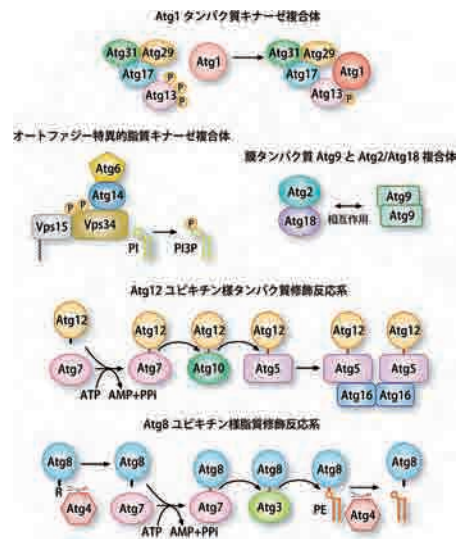 Atg1 タンパク質キナーゼ複合体
Atg31 Atg29
Atg17
Atg13
P
P
P
Atg1
Atg31 Atg29
Atg17
Atg1
Atg13
P
オートファジー特異的脂質キナーゼ複合体
Atg6
Atg14
P P
Vps15 Vps34
PI
P
PI3P
膜タンパク質 Atg9 と Atg2/Atg18 複合体
Atg2
Atg18
相互作用
Atg9
Atg9
Atg12 ユビキチン様タンパク質修飾反応系
Atg12 Atg12 Atg12 Atg12 Atg12 Atg12
Atg7 Atg7 Atg10 Atg5 Atg5 Atg5
Atg16 Atg16
ATP AMP+PPi
Atg8 ユビキチン様脂質修飾反応系
Atg8 Atg8 Atg8 Atg8 Atg8 Atg8
R
Atg4 Atg7 Atg7 Atg3 PE Atg4
ATP AMP+PPi